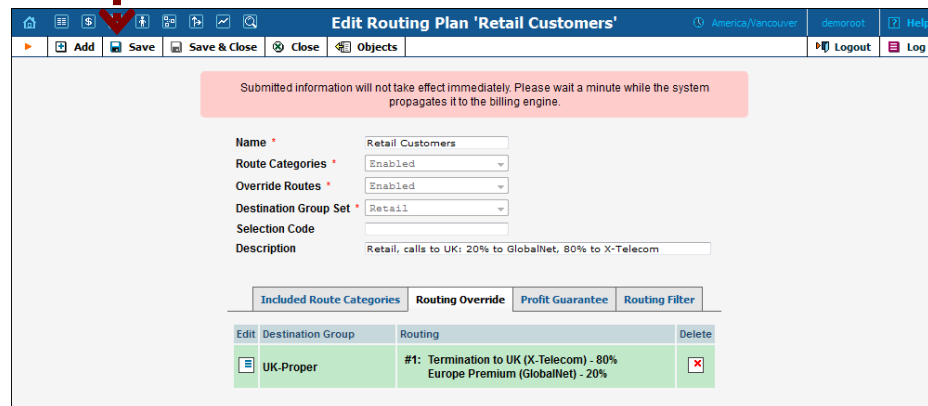 Edit Routing Plan 'Retail Customers' America/Vancouver demoroot ? Help
+ Add Save Save & Close Close Objects Logout Log
Submitted information will not take effect immediately. Please wait a minute while the system
propagates it to the billing engine.
Name * Retail Customers
Route Categories * Enabled
Override Routes * Enabled
Destination Group Set * Retail
Selection Code
Description Retail, calls to UK: 20% to GlobalNet, 80% to X-Telecom
Included Route Categories Routing Override Profit Guarantee Routing Filter
Edit Destination Group Routing Delete
UK-Proper #1: Termination to UK (X-Telecom) - 80%
Europe Premium (GlobalNet) - 20%